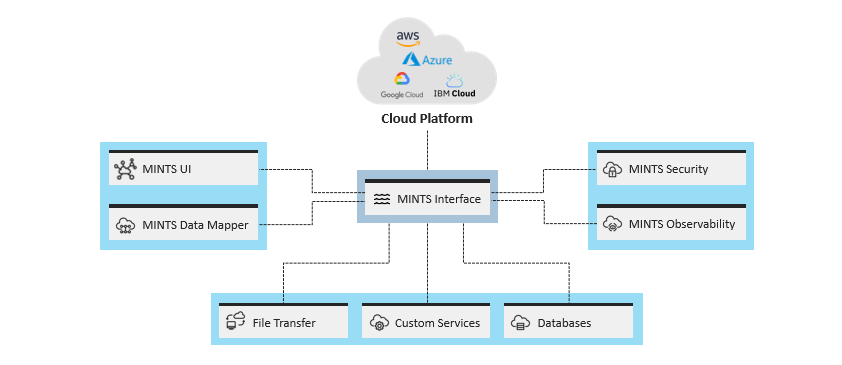 aws
Azure
Google Cloud
IBM Cloud
Cloud Platform
MINTS UI
MINTS Data Mapper
MINTS Interface
MINTS Security
MINTS Observability
File Transfer
Custom Services
Databases